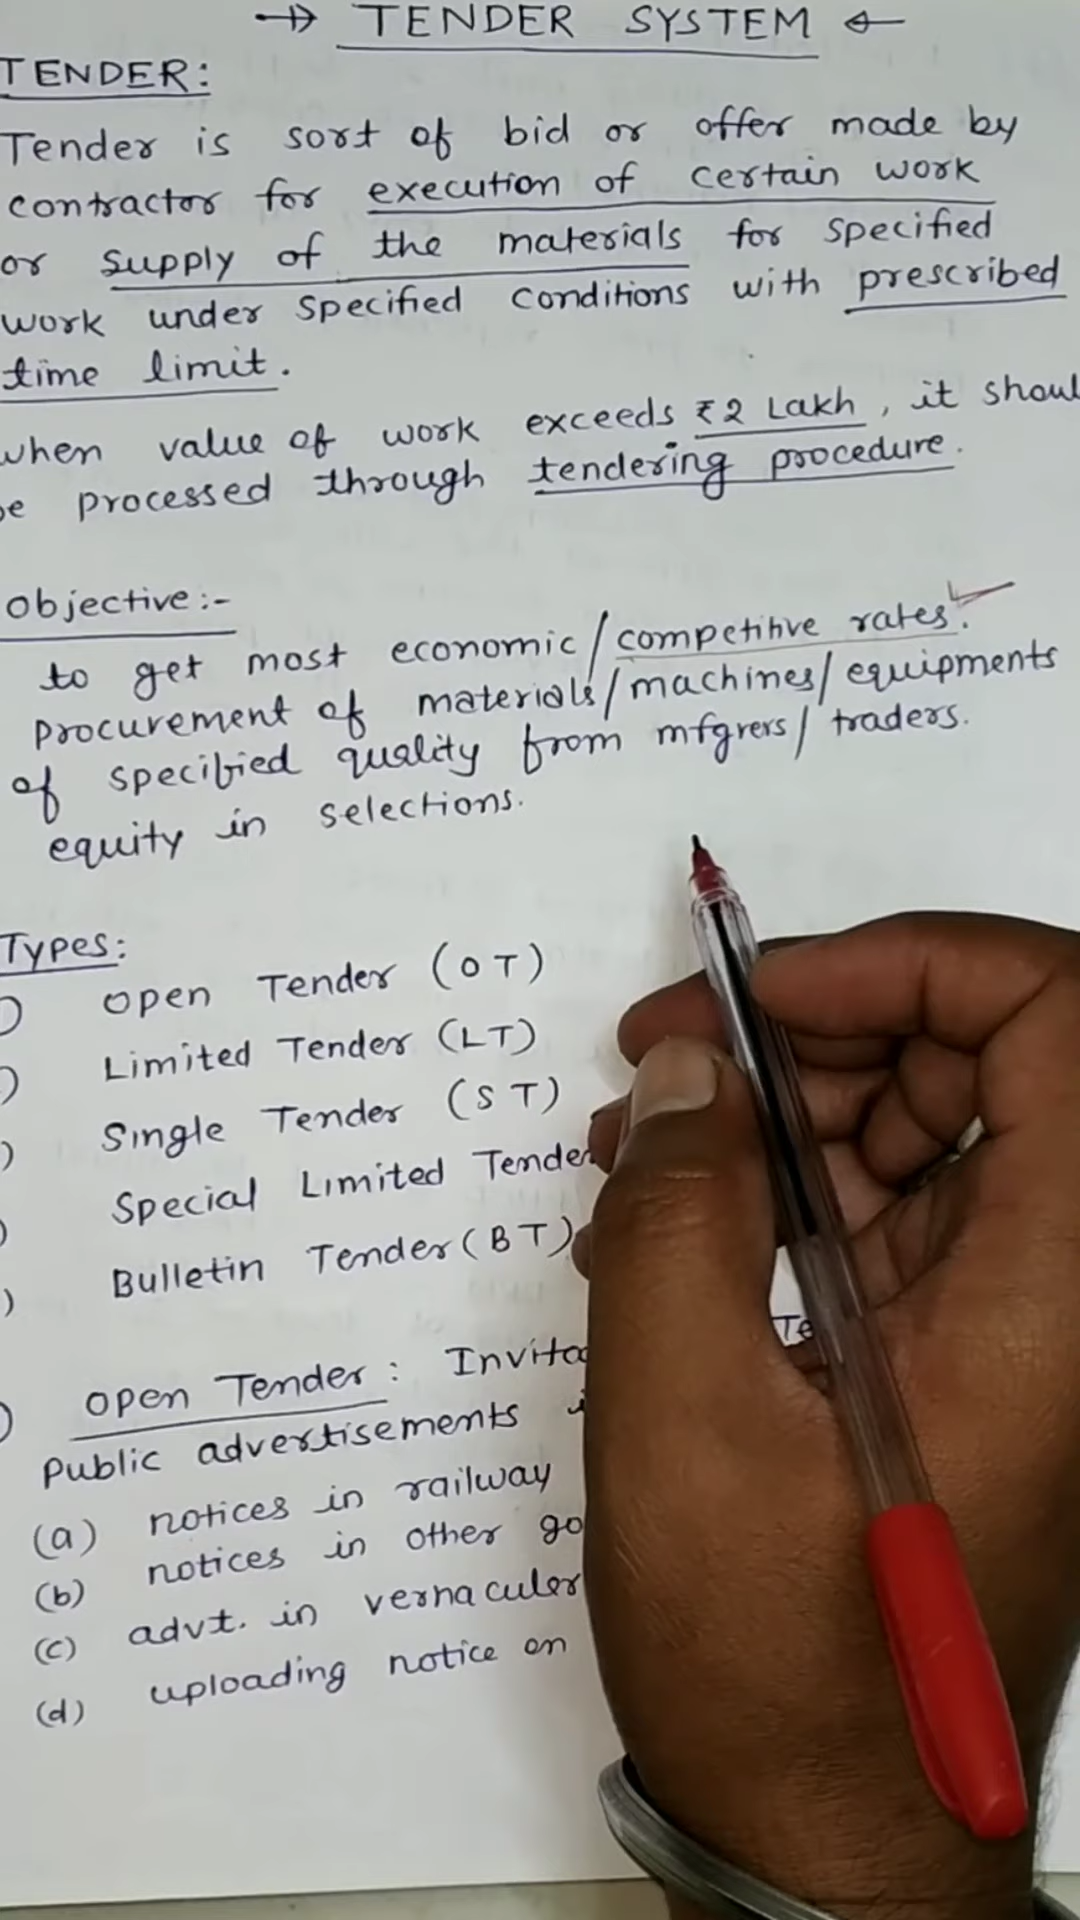 → TENDER SYSTEM ←
TENDER:
Tender is sort of bid or offer made by
contractor for execution of certain work
or supply of the materials for specified
work under specified conditions with prescribed
time limit.
when value of work exceeds ₹2 Lakh, it shoul
be processed through tendering procedure.
Objective:-
to get most economic/competitive rates.
procurement of materials/machines/equipments
of specified quality from mfgrers/traders.
equity in selections.
Types:
) Open Tender (OT)
) Limited Tender (LT)
) Single Tender (ST)
) Special Limited Tender
) Bulletin Tender (BT)
) Open Tender: Invita Te
Public advertisements
(a) notices in railway
(b) notices in other go
(c) advt. in vernaculer
(d) uploading notice on